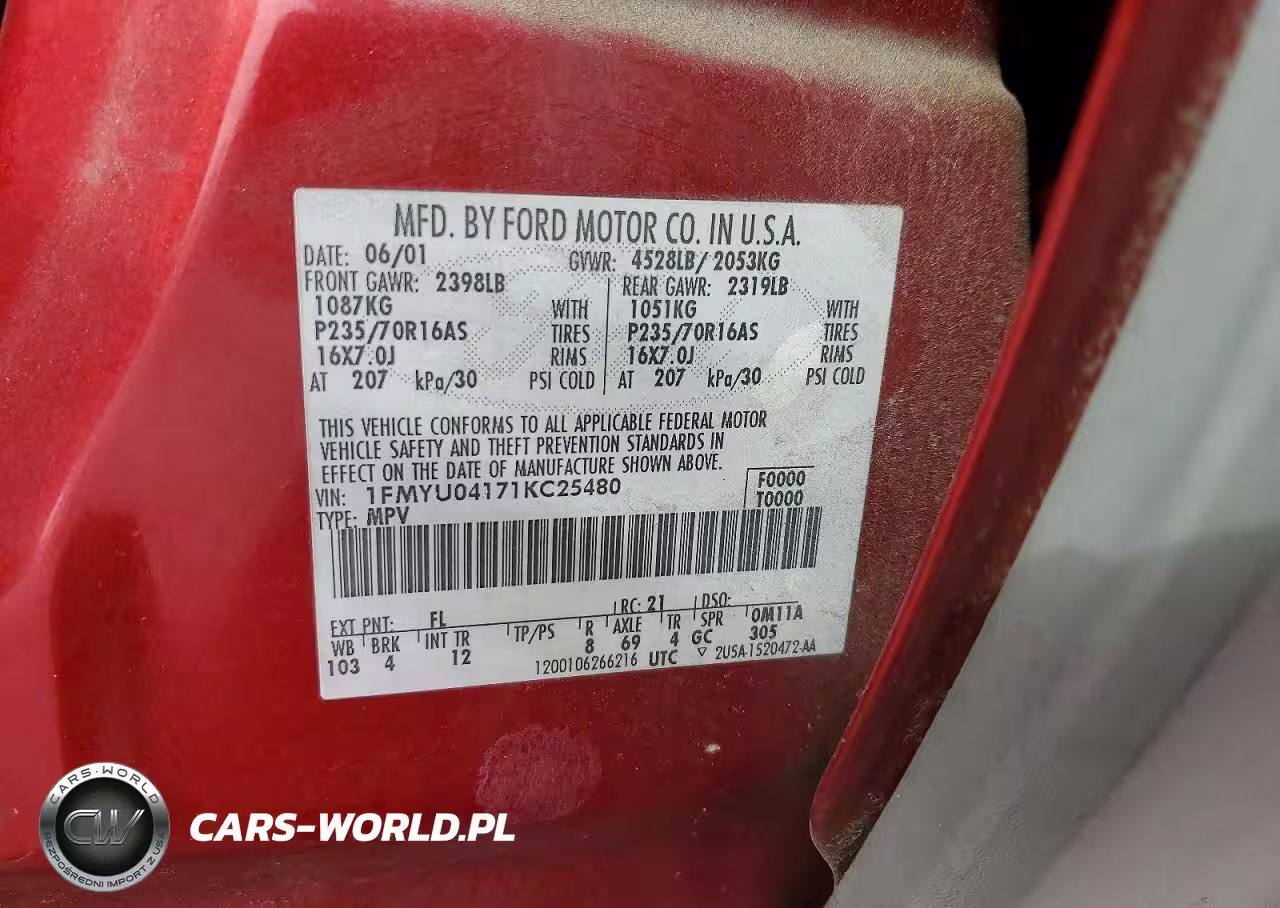 MFD. BY FORD MOTOR CO. IN U.S.A.
DATE: 06/01 GVWR: 4528LB/ 2053KG
FRONT GAWR: 2398LB REAR GAWR: 2319LB
1087KG WITH 1051KG WITH
P235/70R16AS TIRES P235/70R16AS TIRES
16X7.0J RIMS 16X7.0J RIMS
AT 207 kPa/30 PSI COLD AT 207 kPa/30 PSI COLD
THIS VEHICLE CONFORMS TO ALL APPLICABLE FEDERAL MOTOR
VEHICLE SAFETY AND THEFT PREVENTION STANDARDS IN
EFFECT ON THE DATE OF MANUFACTURE SHOWN ABOVE.
VIN: 1FMYU04171KC25480 F0000
TYPE: MPV T0000
EXT PNT: FL RC: 21 DSO:
WB BRK INT TR TP/PS R AXLE TR SPR 0M11A
103 4 12 8 69 4 GC 305
1200106266216 UTC ▽ 2U5A-1520472-AA
CARS-WORLD
CW
BEZPOŚREDNI IMPORT Z USA
CARS-WORLD.PL